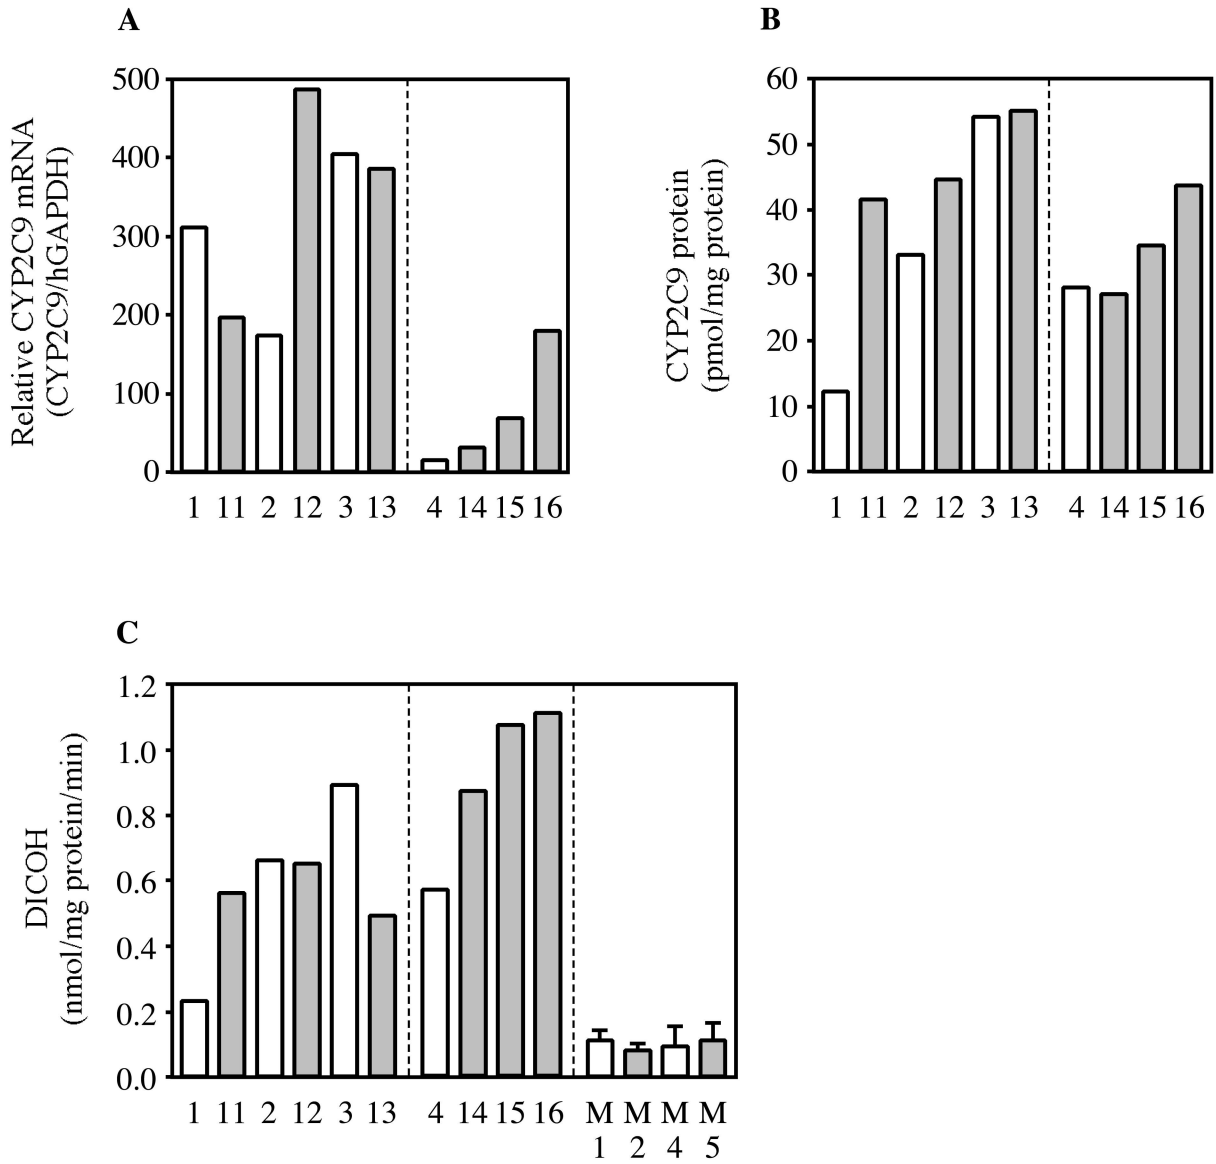 A
Relative CYP2C9 mRNA
(CYP2C9/hGAPDH)
500
400
300
200
100
0
1 11 2 12 3 13 4 14 15 16
B
CYP2C9 protein
(pmol/mg protein)
60
50
40
30
20
10
0
1 11 2 12 3 13 4 14 15 16
C
DICOH
(nmol/mg protein/min)
1.2
1.0
0.8
0.6
0.4
0.2
0.0
1 11 2 12 3 13 4 14 15 16 M M M M
1 2 4 5